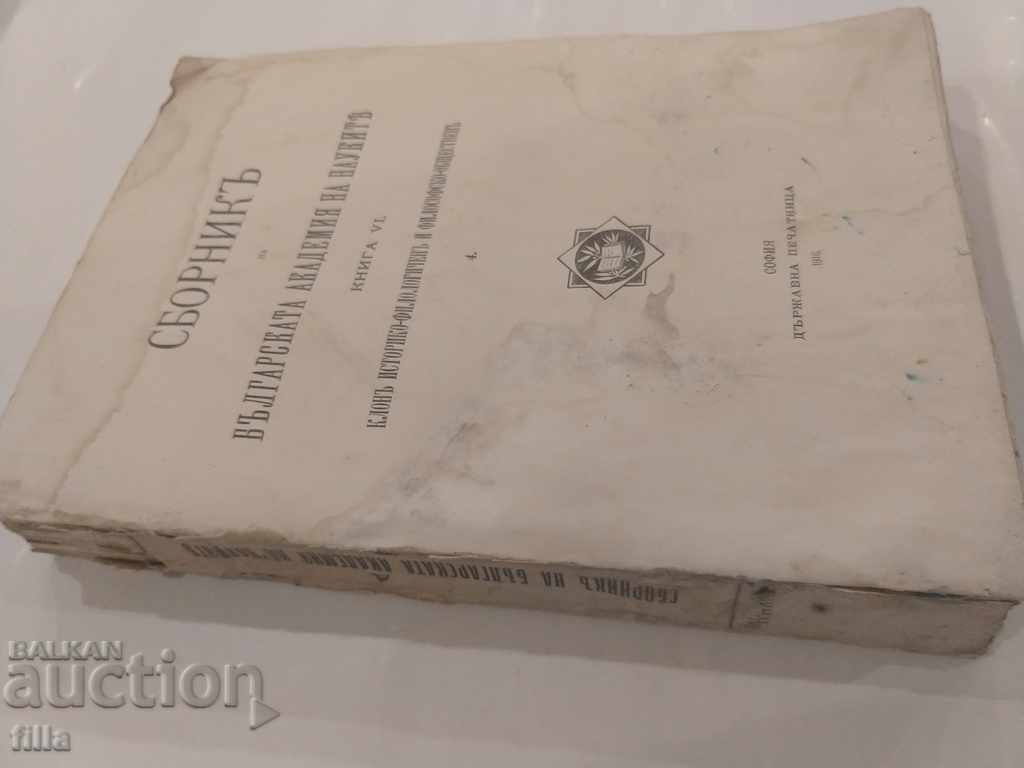 СБОРНИКЪ
НА
БЪЛГАРСКАТА АКАДЕМИЯ НА НАУКИТѢ
КНИГА VI.
КЛОНЪ ИСТОРИКО-ФИЛОЛОГИЧЕНЪ И ФИЛОСОФСКО-ОБЩЕСТВЕНЪ
4.
СОФИЯ
ДЪРЖАВНА ПЕЧАТНИЦА
СБОРНИКЪ НА БЪЛГАРСКАТА АКАДЕМИЯ НА НАУКИТѢ
BALKAN
auction
filla